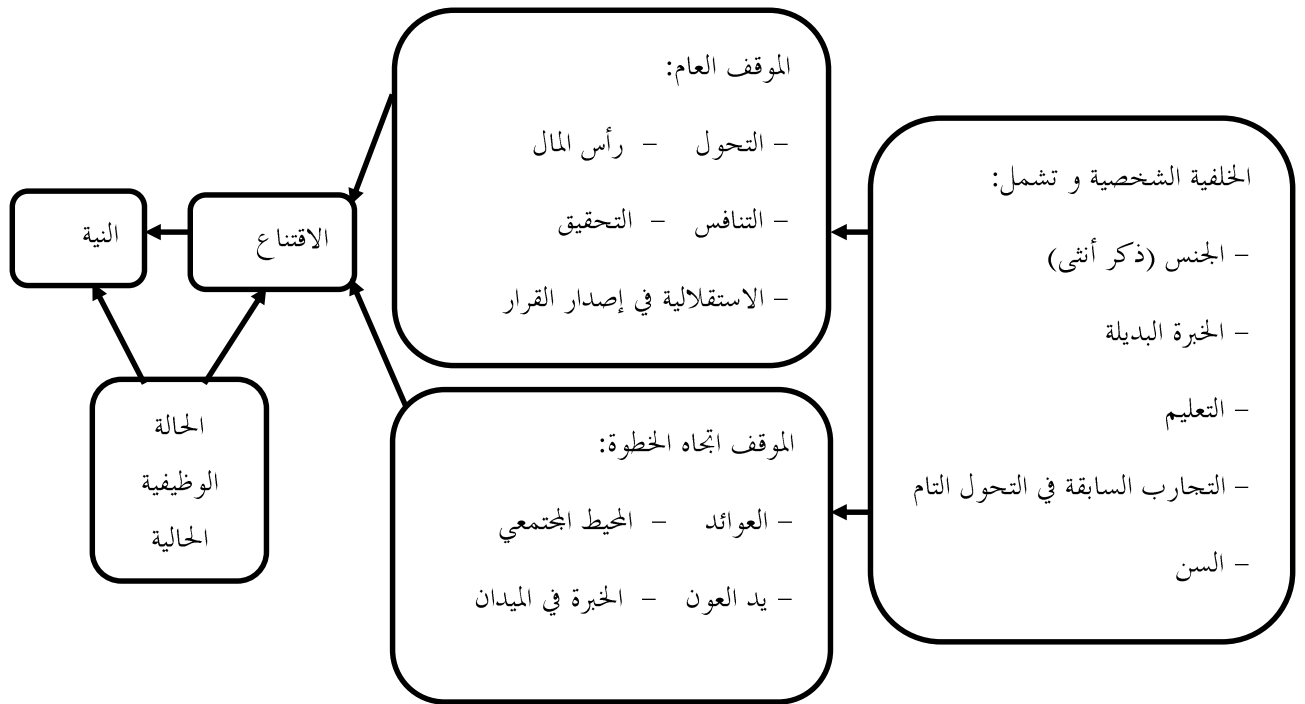 الخلفية الشخصية و تشمل:
– الجنس (ذكر أنثى)
– الخبرة البديلة
– التعليم
– التجارب السابقة في التحول التام
– السن
الموقف العام:
– التحول – رأس المال
– التنافس – التحقيق
– الاستقلالية في إصدار القرار
الموقف اتجاه الخطوة:
– العوائد – المحيط المجتمعي
– يد العون – الخبرة في الميدان
الاقتناع
النية
الحالة
الوظيفية
الحالية